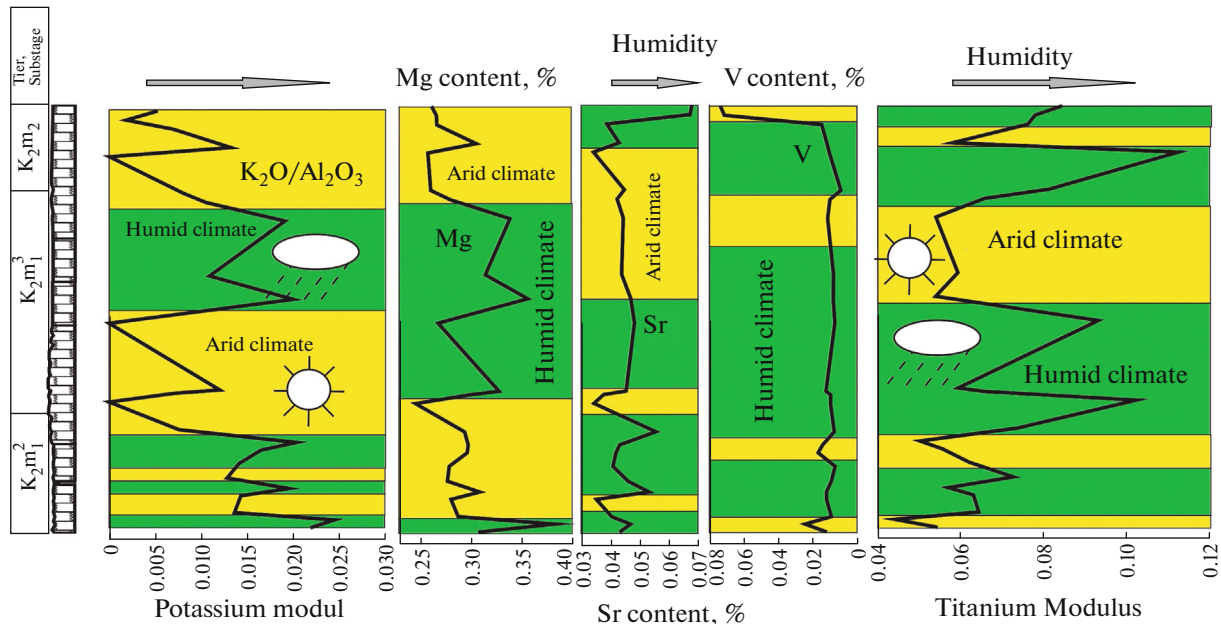 Tier,
Substage
K₂m₂
K₂m₁³
K₂m₁²
Humidity
Humidity
Mg content, %
V content, %
K₂O/Al₂O₃
Humid climate
Arid climate
0
0.005
0.010
0.015
0.020
0.025
0.030
Potassium modul
Arid climate
Mg
Humid climate
0.25
0.30
0.35
0.40
Arid climate
Sr
0.03
0.04
0.05
0.06
0.07
Sr content, %
V
Humid climate
0.08
0.06
0.04
0.02
0
Arid climate
Humid climate
0.04
0.06
0.08
0.10
0.12
Titanium Modulus